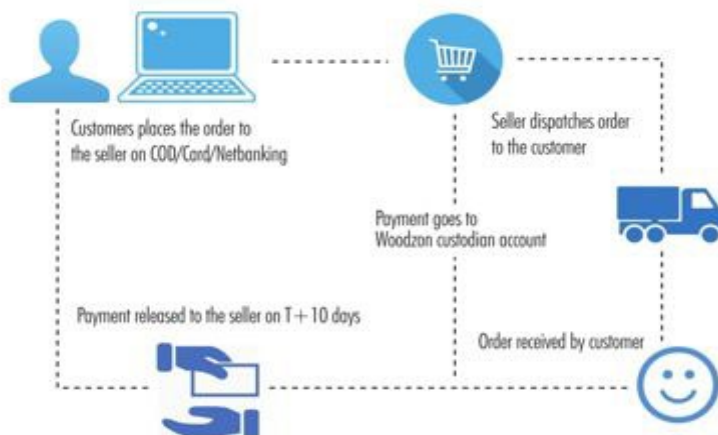 Customers places the order to
the seller on COD/Card/Netbanking
Seller dispatches order
to the customer
Payment goes to
Woodzon custodian account
Payment released to the seller on T+10 days
Order received by customer